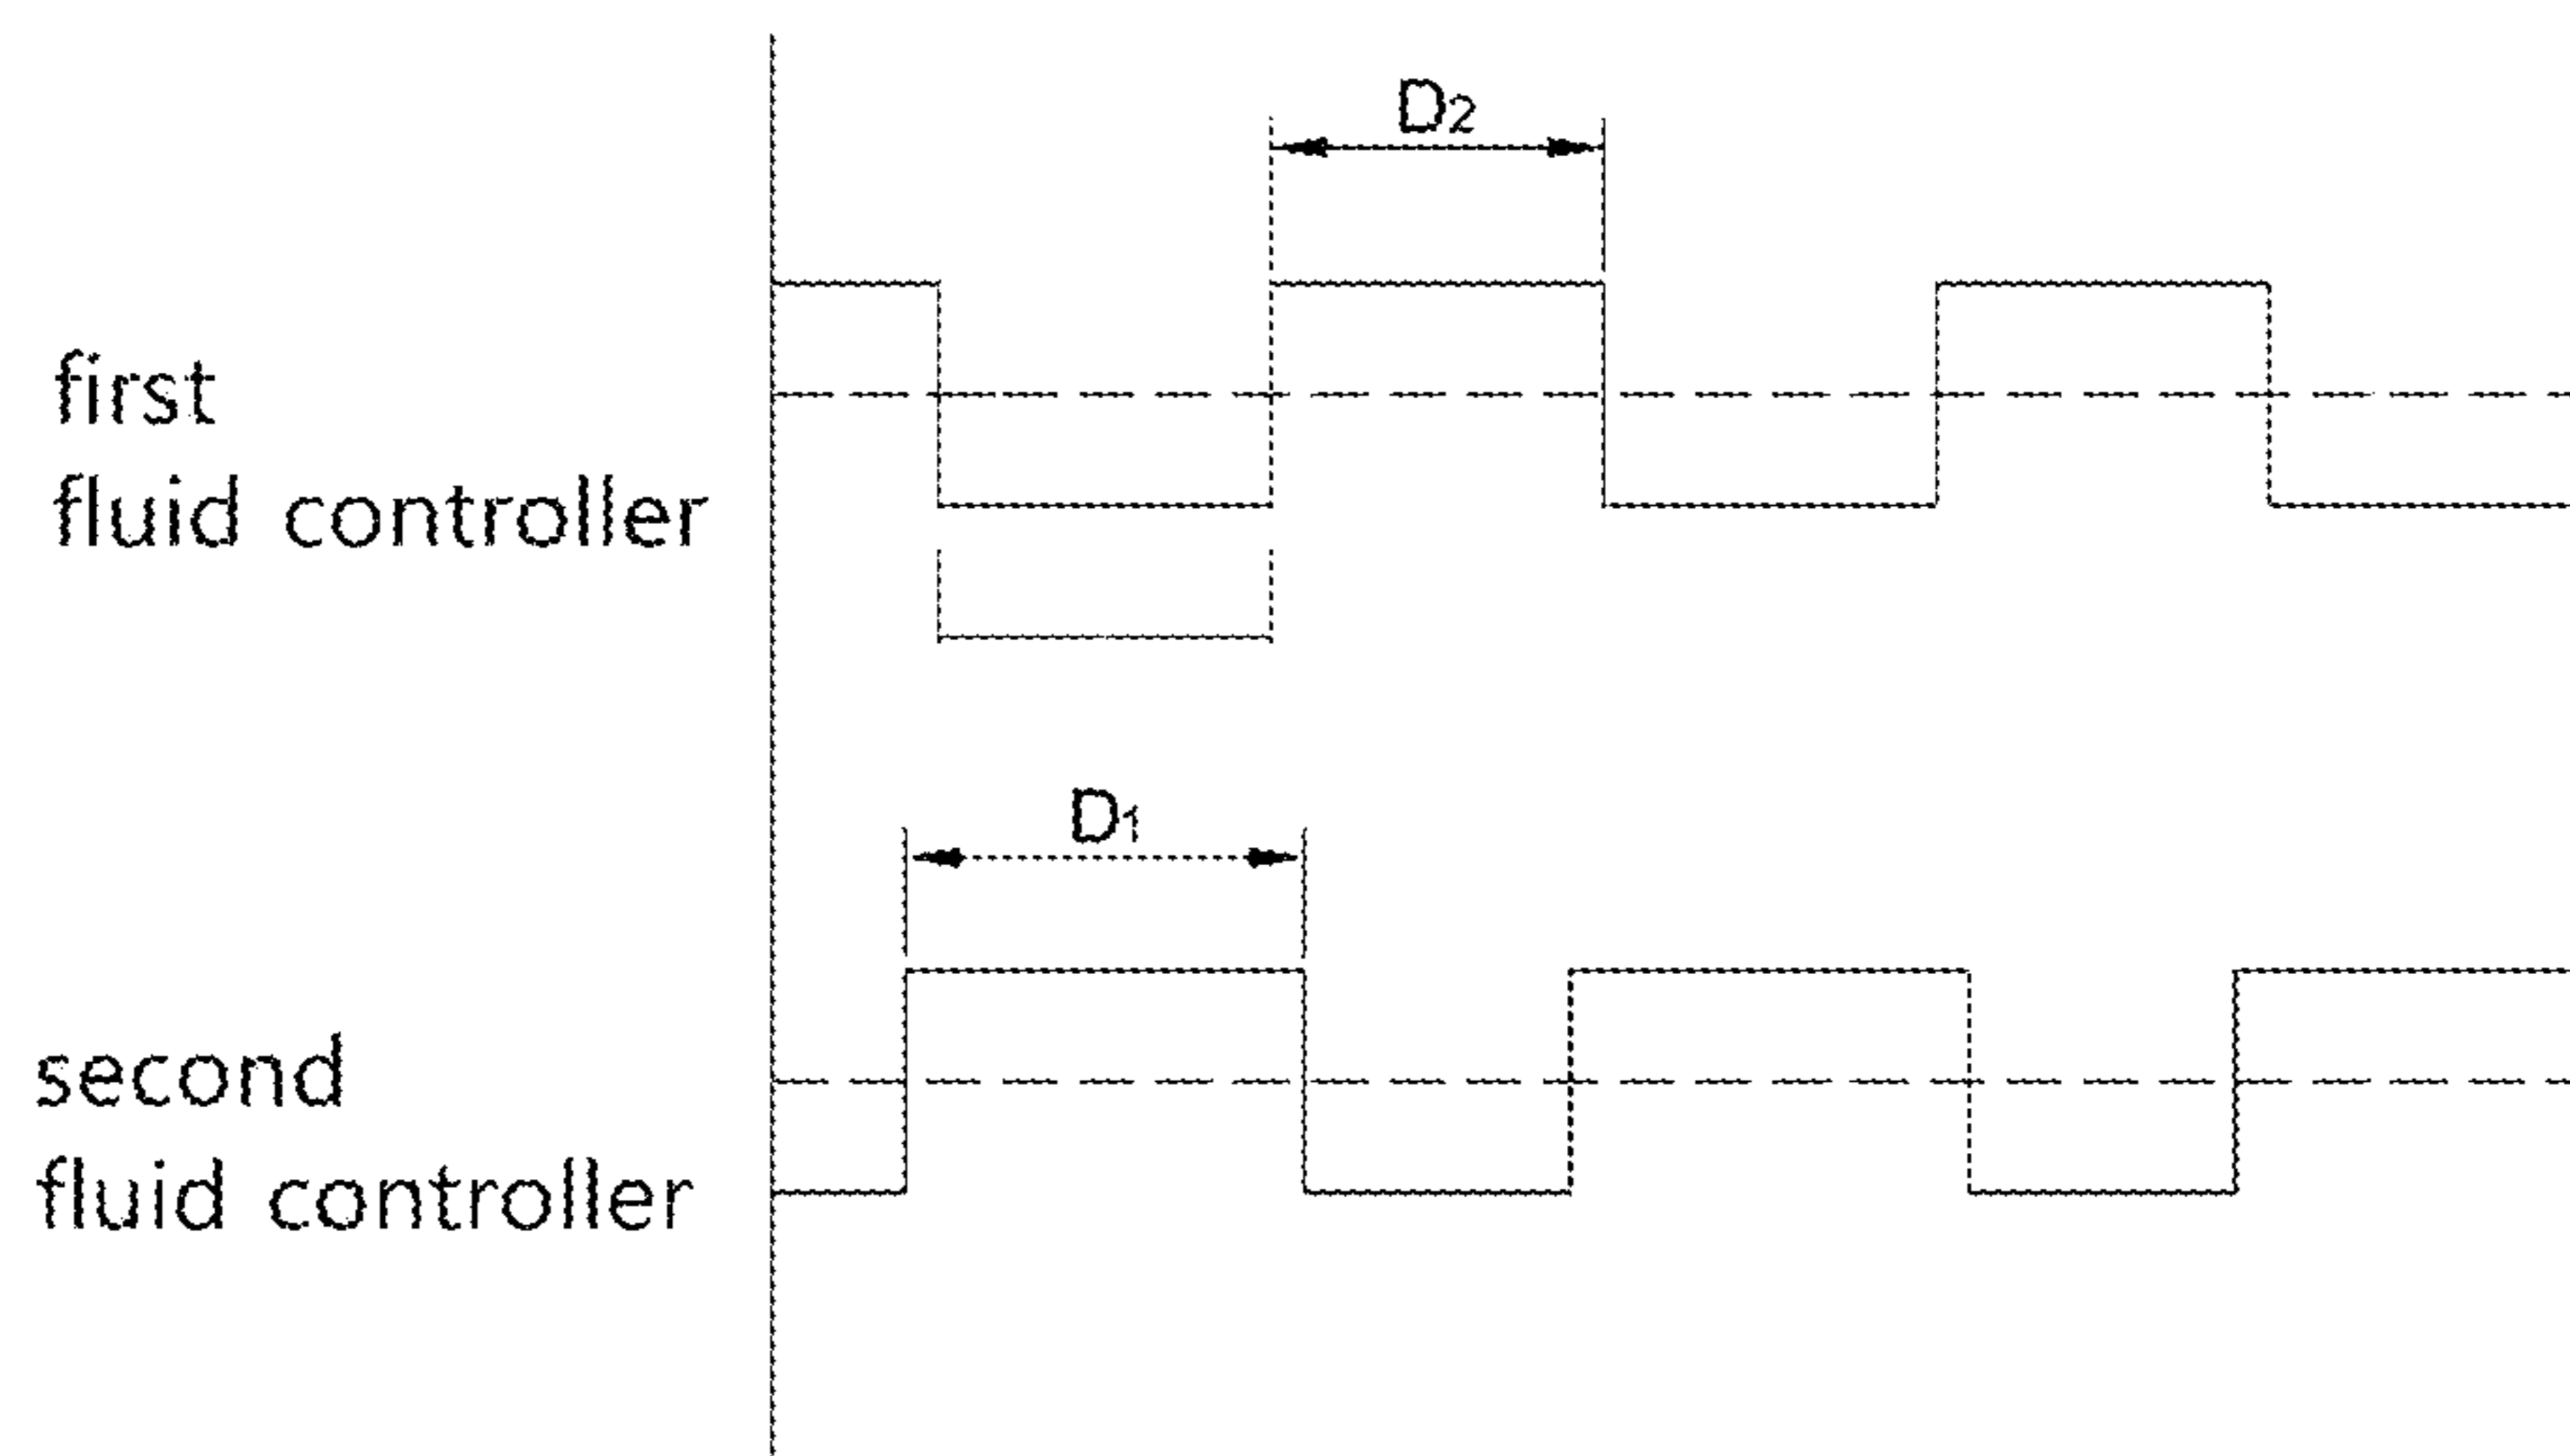 D2
first
fluid controller
D1
second
fluid controller